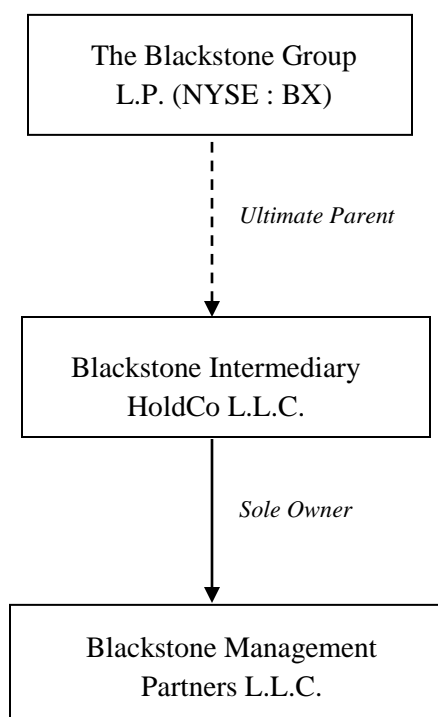 The Blackstone Group
L.P. (NYSE : BX)
Ultimate Parent
Blackstone Intermediary
HoldCo L.L.C.
Sole Owner
Blackstone Management
Partners L.L.C.